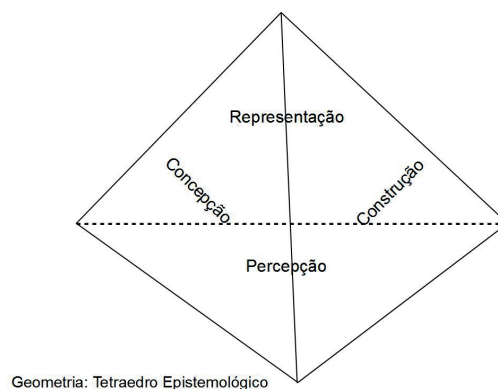 Representação
Concepção
Construção
Percepção
Geometria: Tetraedro Epistemológico